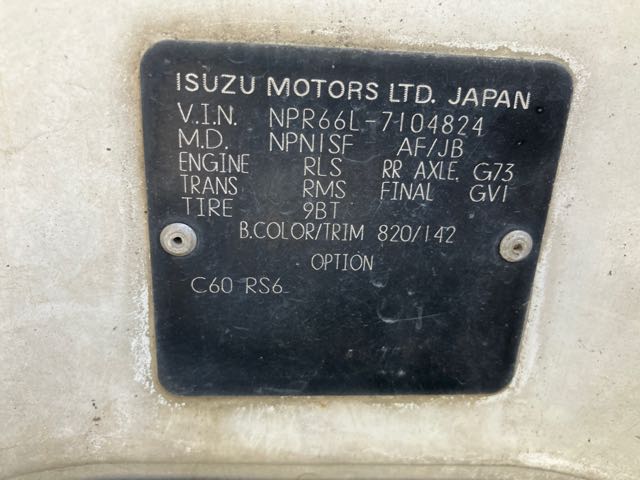 ISUZU MOTORS LTD. JAPAN
V.I.N. NPR66L-7104824
M.D. NPN1SF AF/JB
ENGINE RLS RR AXLE, G73
TRANS RMS FINAL GV1
TIRE 9BT
B.COLOR/TRIM 820/142
OPTION
C60 RS6